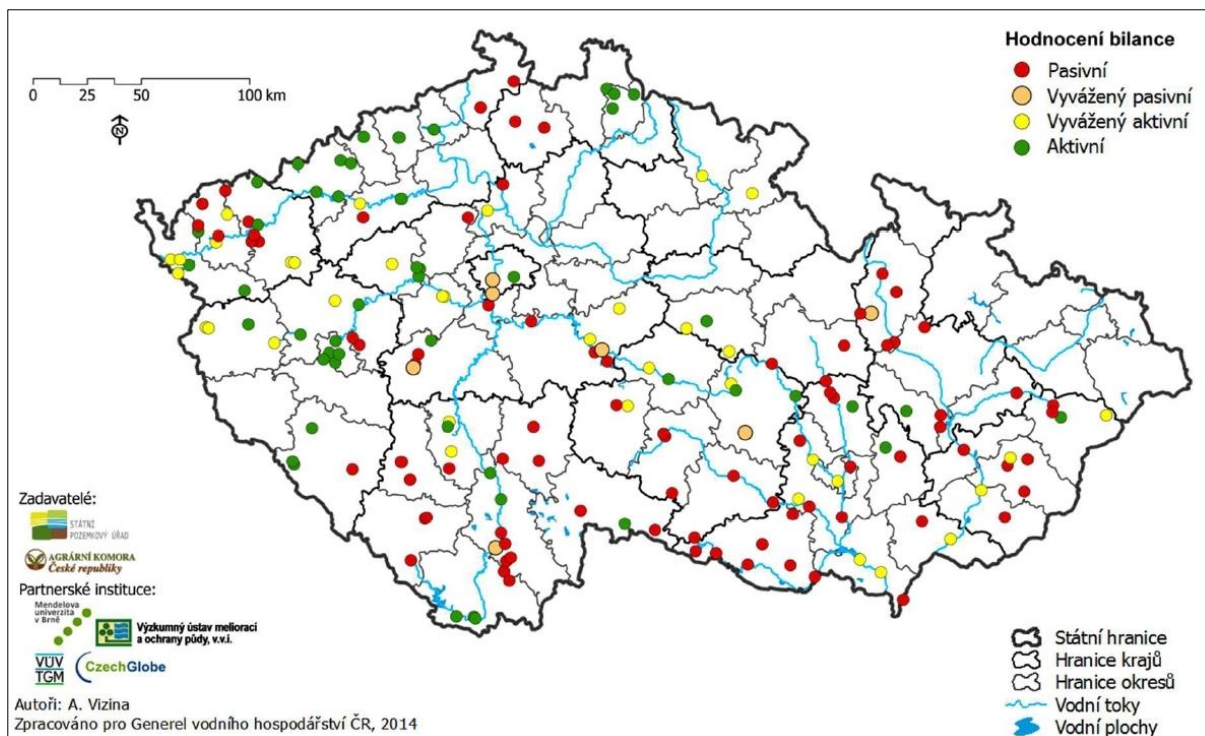 Hodnocení bilance
Pasivní
Vyvážený pasivní
Vyvážený aktivní
Aktivní
0 25 50 100 km
N
Zadavatelé:
STÁTNÍ
POZEMKOVÝ ÚŘAD
AGRÁRNÍ KOMORA
České republiky
Partnerské instituce:
Mendelova
univerzita
v Brně
Výzkumný ústav meliorací
a ochrany půdy, v.v.i.
VÚV
TGM
CzechGlobe
Autoři: A. Vizina
Zpracováno pro Generel vodního hospodářství ČR, 2014
Státní hranice
Hranice krajů
Hranice okresů
Vodní toky
Vodní plochy